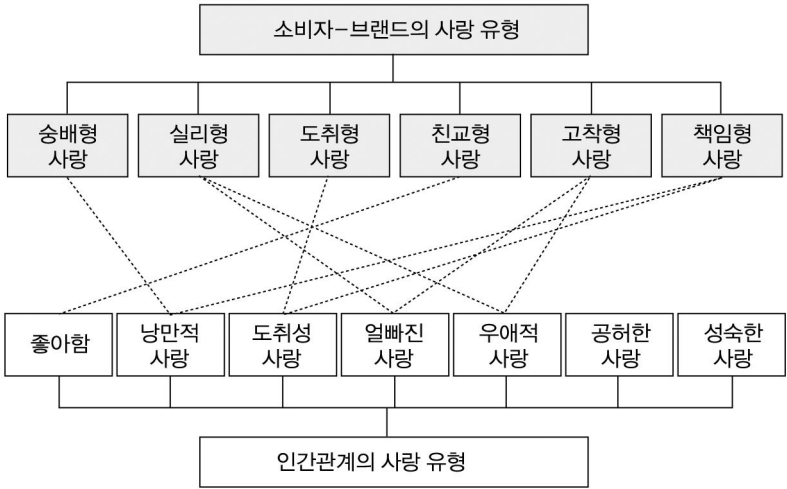 소비자–브랜드의 사랑 유형
숭배형
사랑
실리형
사랑
도취형
사랑
친교형
사랑
고착형
사랑
책임형
사랑
좋아함
낭만적
사랑
도취성
사랑
얼빠진
사랑
우애적
사랑
공허한
사랑
성숙한
사랑
인간관계의 사랑 유형